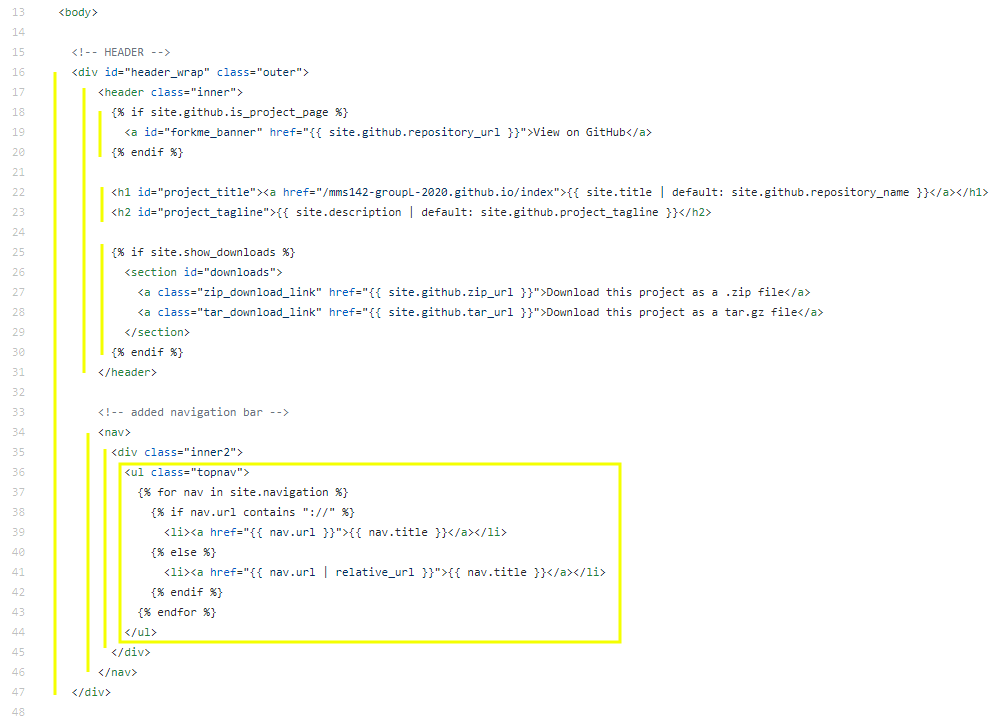 13 <body>
14
15 <!-- HEADER -->
16 <div id="header_wrap" class="outer">
17 <header class="inner">
18 {% if site.github.is_project_page %}
19 <a id="forkme_banner" href="{{ site.github.repository_url }}">View on GitHub</a>
20 {% endif %}
21
22 <h1 id="project_title"><a href="/mms142-groupL-2020.github.io/index">{{ site.title | default: site.github.repository_name }}</a></h1>
23 <h2 id="project_tagline">{{ site.description | default: site.github.project_tagline }}</h2>
24
25 {% if site.show_downloads %}
26 <section id="downloads">
27 <a class="zip_download_link" href="{{ site.github.zip_url }}">Download this project as a .zip file</a>
28 <a class="tar_download_link" href="{{ site.github.tar_url }}">Download this project as a tar.gz file</a>
29 </section>
30 {% endif %}
31 </header>
32
33 <!-- added navigation bar -->
34 <nav>
35 <div class="inner2">
36 <ul class="topnav">
37 {% for nav in site.navigation %}
38 {% if nav.url contains "://" %}
39 <li><a href="{{ nav.url }}">{{ nav.title }}</a></li>
40 {% else %}
41 <li><a href="{{ nav.url | relative_url }}">{{ nav.title }}</a></li>
42 {% endif %}
43 {% endfor %}
44 </ul>
45 </div>
46 </nav>
47 </div>
48